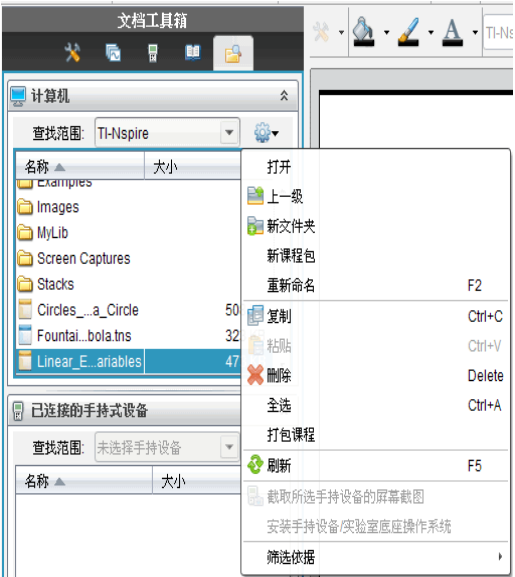 文档工具箱
TI-Ns
计算机
查找范围: TI-Nspire
名称 大小
Examples
Images
MyLib
Screen Captures
Stacks
Circles_...a_Circle 50
Fountai...bola.tns 32
Linear_E...ariables 47
打开
上一级
新文件夹
新课程包
重新命名 F2
复制 Ctrl+C
粘贴 Ctrl+V
删除 Delete
全选 Ctrl+A
打包课程
刷新 F5
截取所选手持设备的屏幕截图
安装手持设备/实验室底座操作系统
筛选依据
已连接的手持式设备
查找范围: 未选择手持设备
名称 大小